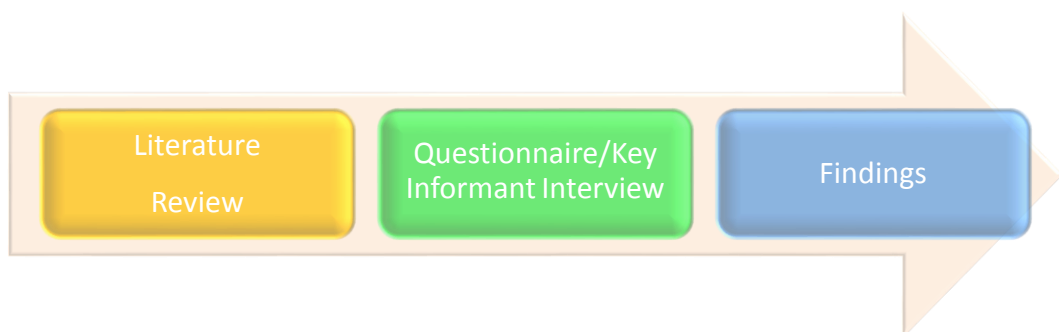 Literature
Review
Questionnaire/Key
Informant Interview
Findings